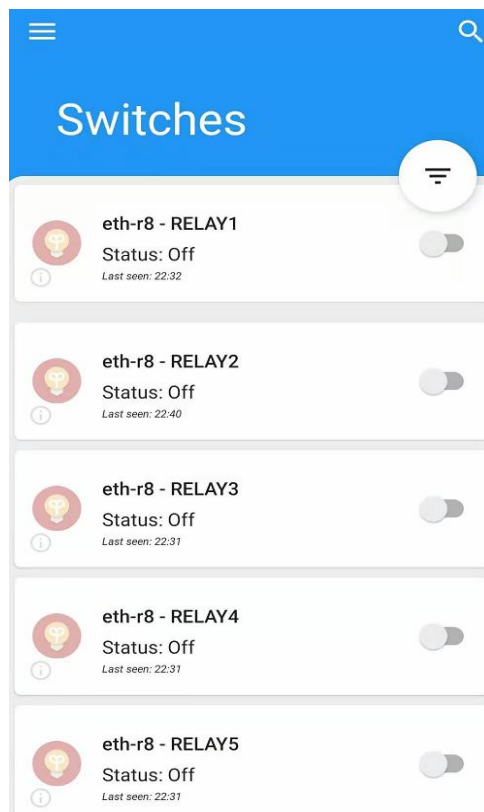 Switches
eth-r8 - RELAY1
Status: Off
Last seen: 22:32
eth-r8 - RELAY2
Status: Off
Last seen: 22:40
eth-r8 - RELAY3
Status: Off
Last seen: 22:31
eth-r8 - RELAY4
Status: Off
Last seen: 22:31
eth-r8 - RELAY5
Status: Off
Last seen: 22:31